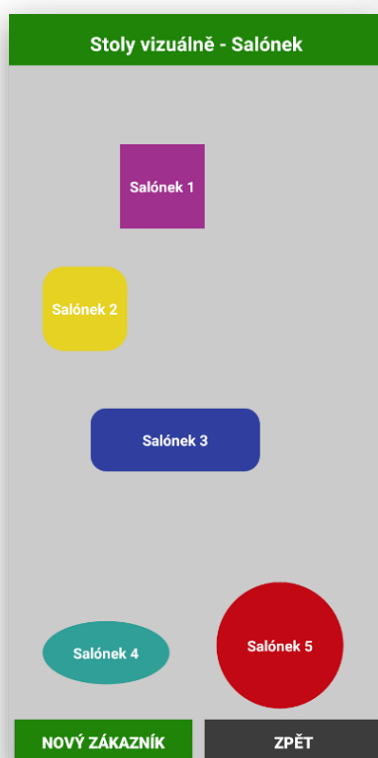 Stoly vizuálně - Salónek
Salónek 1
Salónek 2
Salónek 3
Salónek 4
Salónek 5
NOVÝ ZÁKAZNÍK
ZPĚT